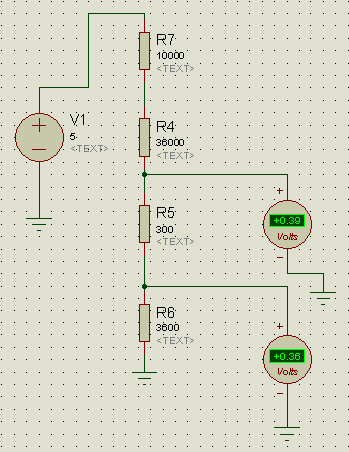 R7
10000
<TEXT>
V1
5
<TEXT>
R4
36000
<TEXT>
R5
300
<TEXT>
+
+0.39
Volts
−
R6
3600
<TEXT>
+
+0.36
Volts
−